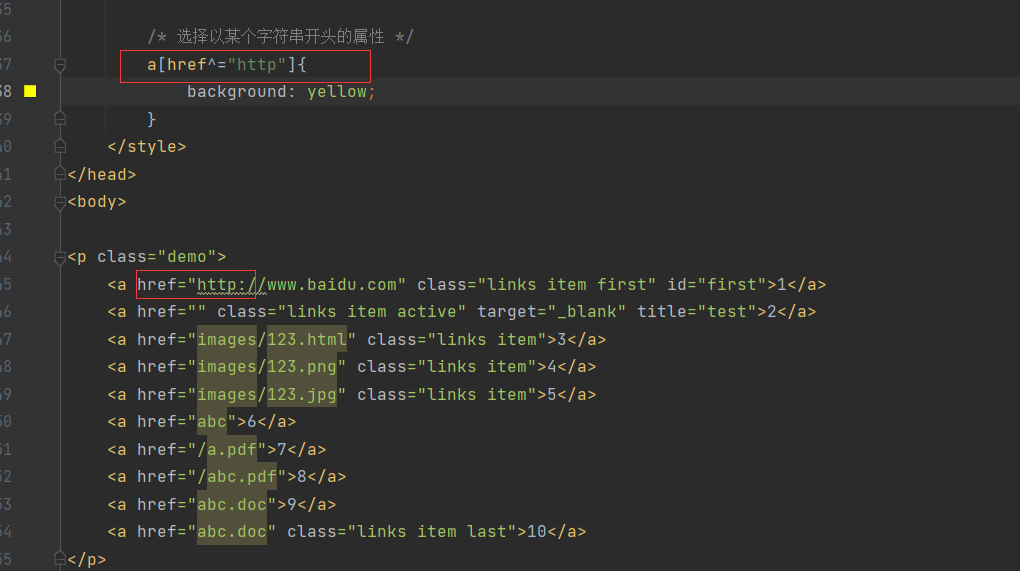 35
36 /* 选择以某个字符串开头的属性 */
37 a[href^="http"]{
38 background: yellow;
39 }
40 </style>
41 </head>
42 <body>
43
44 <p class="demo">
45 <a href="http://www.baidu.com" class="links item first" id="first">1</a>
46 <a href="" class="links item active" target="_blank" title="test">2</a>
47 <a href="images/123.html" class="links item">3</a>
48 <a href="images/123.png" class="links item">4</a>
49 <a href="images/123.jpg" class="links item">5</a>
50 <a href="abc">6</a>
51 <a href="/a.pdf">7</a>
52 <a href="/abc.pdf">8</a>
53 <a href="abc.doc">9</a>
54 <a href="abc.doc" class="links item last">10</a>
55 </p>